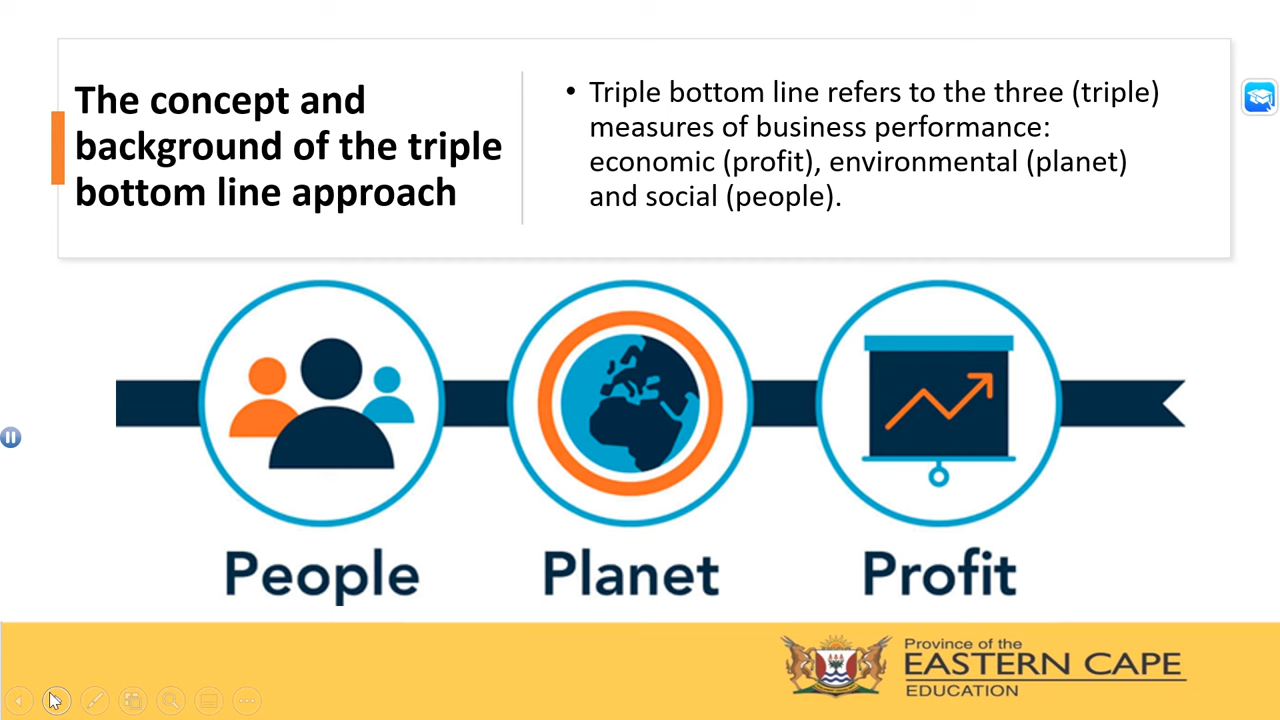 The concept and
background of the triple
bottom line approach
• Triple bottom line refers to the three (triple)
measures of business performance:
economic (profit), environmental (planet)
and social (people).
People
Planet
Profit
Province of the
EASTERN CAPE
EDUCATION